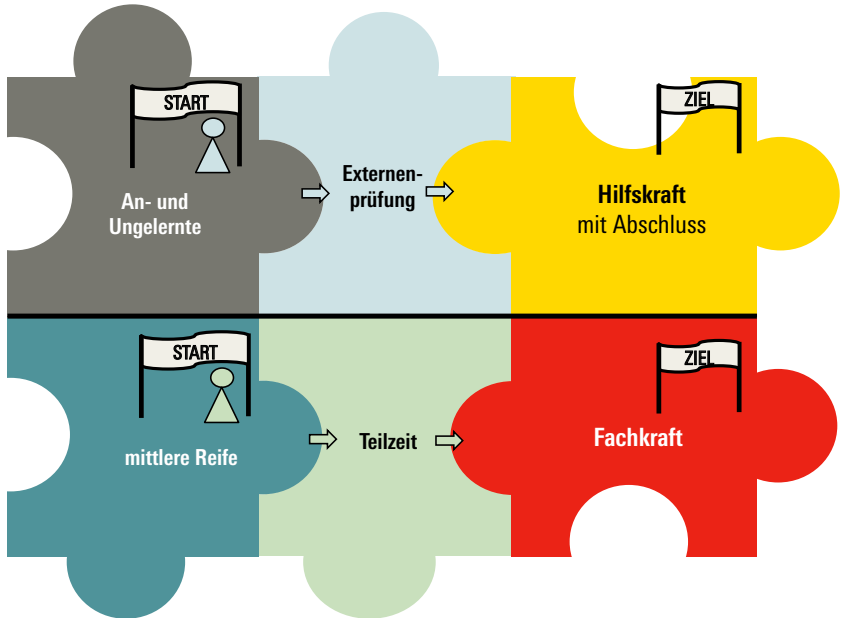 START
An- und
Ungelernte
Externen-
prüfung
ZIEL
Hilfskraft
mit Abschluss
START
mittlere Reife
Teilzeit
ZIEL
Fachkraft